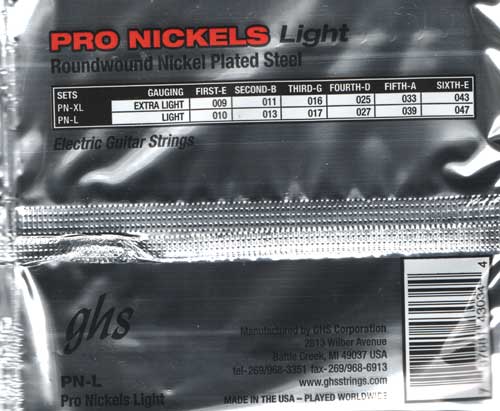 PRO NICKELS Light
Roundwound Nickel Plated Steel
SETS GAUGING FIRST-E SECOND-B THIRD-G FOURTH-D FIFTH-A SIXTH-E
PN-XL EXTRA LIGHT 009 011 016 025 033 043
PN-L LIGHT 010 013 017 027 039 047
Electric Guitar Strings
ghs
PN-L
Pro Nickels Light
Manufactured by GHS Corporation
2813 Wilber Avenue
Battle Creek, MI 49037 USA
tel-269/968-3351 fax-269/968-6913
www.ghsstrings.com
MADE IN THE USA – PLAYED WORLDWIDE